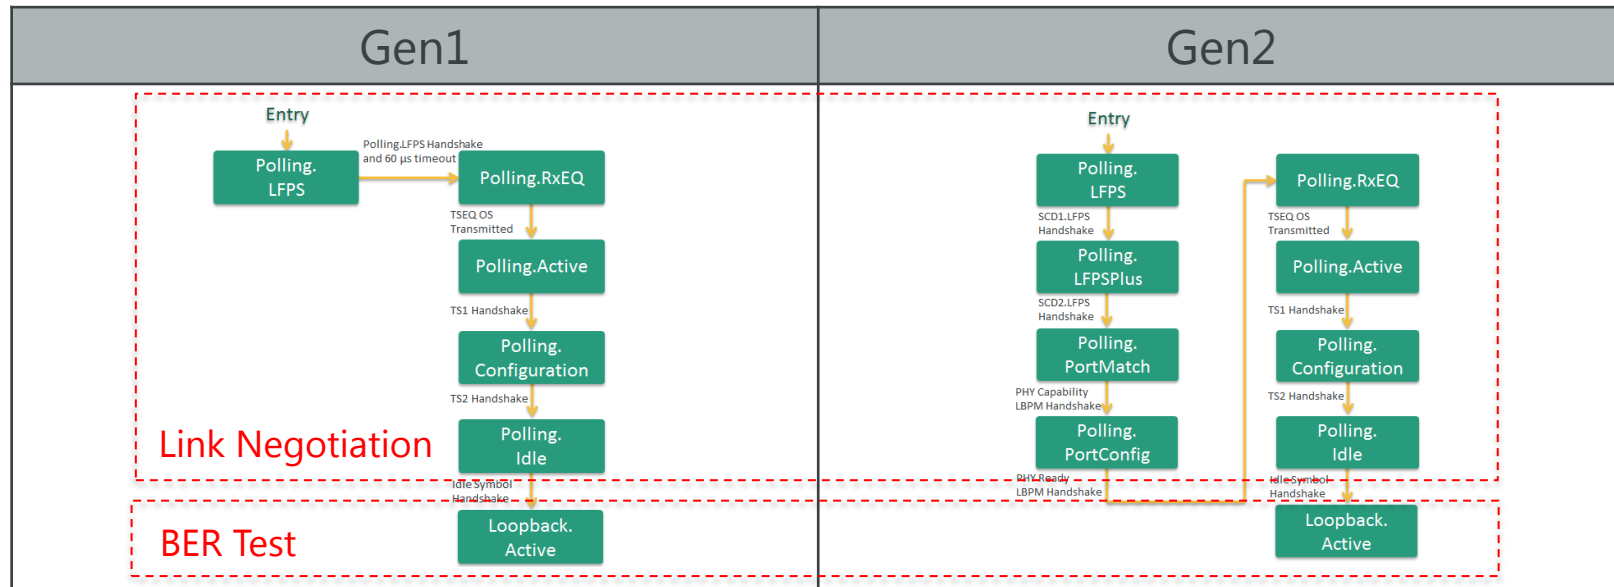 Gen1
Gen2
Entry
Polling.
LFPS
Polling.LFPS Handshake
and 60 μs timeout
Polling.RxEQ
TSEQ OS
Transmitted
Polling.Active
TS1 Handshake
Polling.
Configuration
TS2 Handshake
Polling.
Idle
Idle Symbol
Handshake
Loopback.
Active
Link Negotiation
BER Test
Entry
Polling.
LFPS
SCD1.LFPS
Handshake
Polling.
LFPSPlus
SCD2.LFPS
Handshake
Polling.
PortMatch
PHY Capability
LBPM Handshake
Polling.
PortConfig
PHY Ready
LBPM Handshake
Polling.RxEQ
TSEQ OS
Transmitted
Polling.Active
TS1 Handshake
Polling.
Configuration
TS2 Handshake
Polling.
Idle
Idle Symbol
Handshake
Loopback.
Active